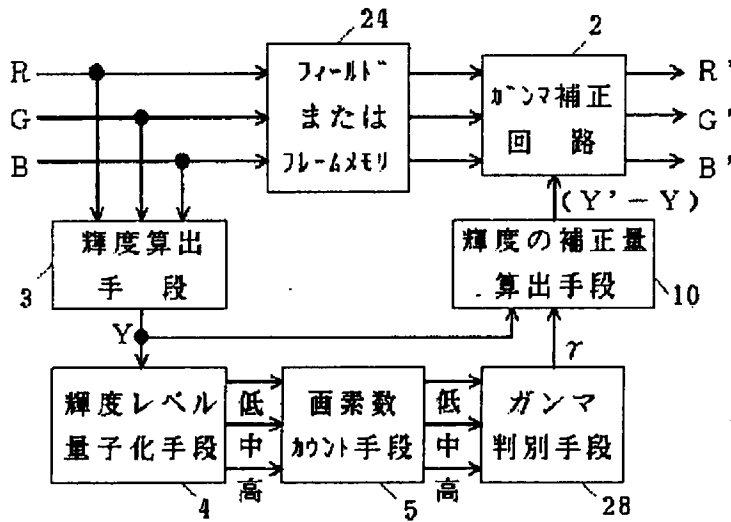 24
2
R
G
B
フィールド
または
フレームメモリ
ガンマ補正
回路
R'
G'
B'
(Y'－Y)
輝度算出
手段
3
輝度の補正量
算出手段
10
Y
γ
輝度レベル
量子化手段
4
低
中
高
画素数
カウント手段
5
低
中
高
ガンマ
判別手段
28